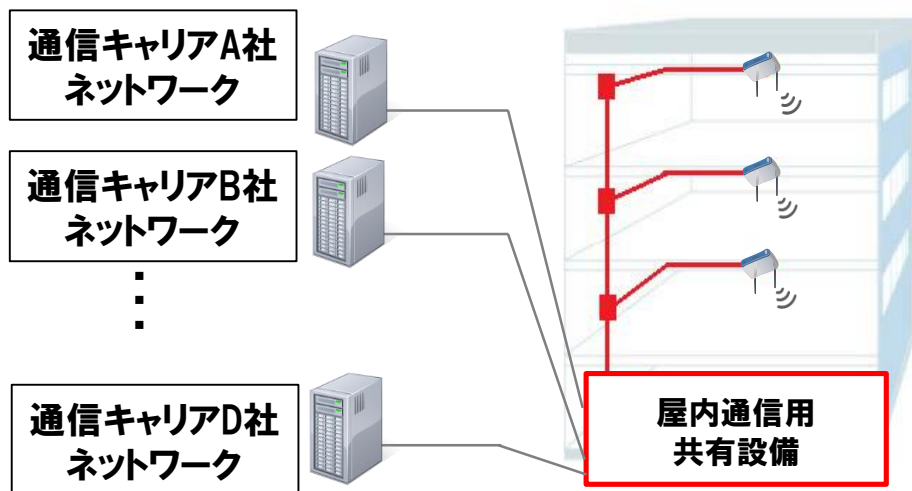 通信キャリアA社
ネットワーク
通信キャリアB社
ネットワーク
通信キャリアD社
ネットワーク
屋内通信用
共有設備